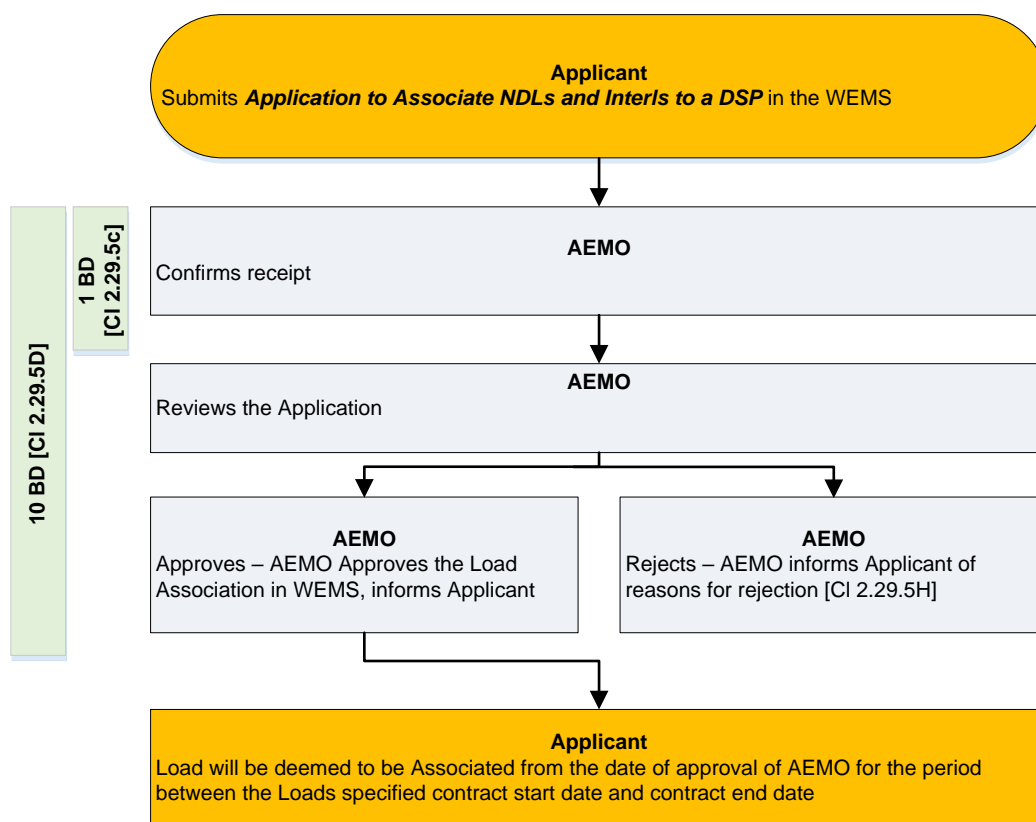 Applicant
Submits Application to Associate NDLs and Interls to a DSP in the WEMS
10 BD [Cl 2.29.5D]
1 BD
[Cl 2.29.5c]
AEMO
Confirms receipt
AEMO
Reviews the Application
AEMO
Approves – AEMO Approves the Load
Association in WEMS, informs Applicant
AEMO
Rejects – AEMO informs Applicant of
reasons for rejection [Cl 2.29.5H]
Applicant
Load will be deemed to be Associated from the date of approval of AEMO for the period
between the Loads specified contract start date and contract end date